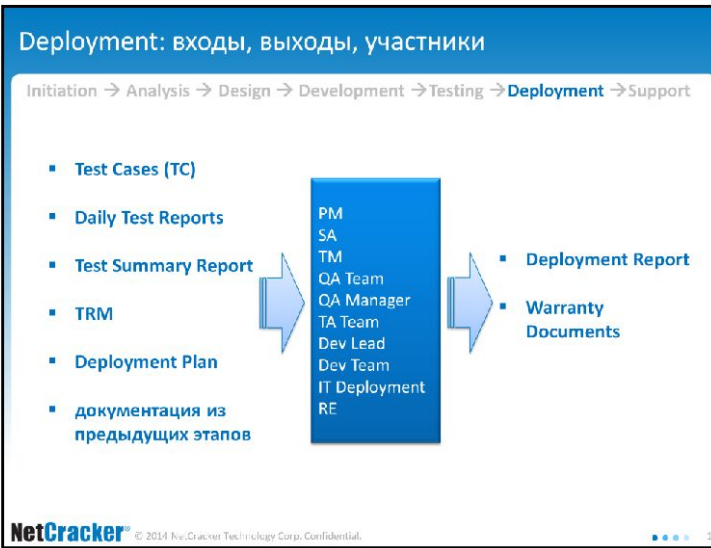 Deployment: входы, выходы, участники
Initiation → Analysis → Design → Development → Testing → Deployment → Support
▪ Test Cases (TC)
▪ Daily Test Reports
▪ Test Summary Report
▪ TRM
▪ Deployment Plan
▪ документация из
предыдущих этапов
PM
SA
TM
QA Team
QA Manager
TA Team
Dev Lead
Dev Team
IT Deployment
RE
▪ Deployment Report
▪ Warranty
Documents
NetCracker® © 2014 NetCracker Technology Corp. Confidential.